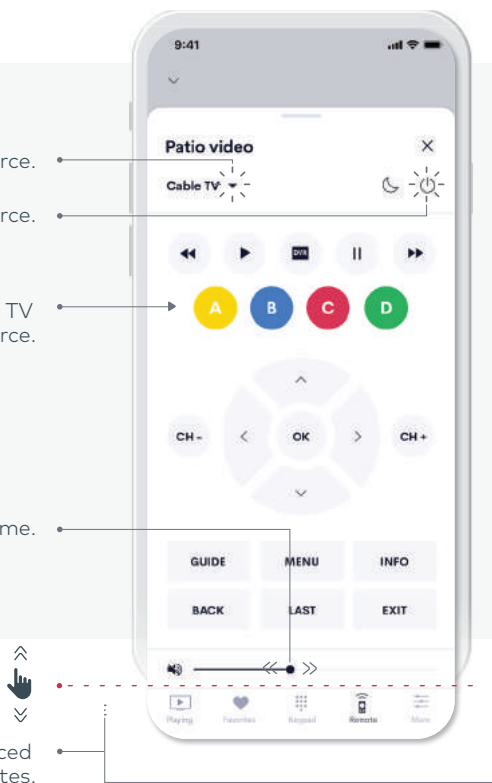 9:41
Patio video
rce.
Cable TV
rce.
DVR
A B C D
TV
rce.
CH - OK CH +
me.
GUIDE MENU INFO
BACK LAST EXIT
Playing Favorites Keypad Remote More
ced
tes.